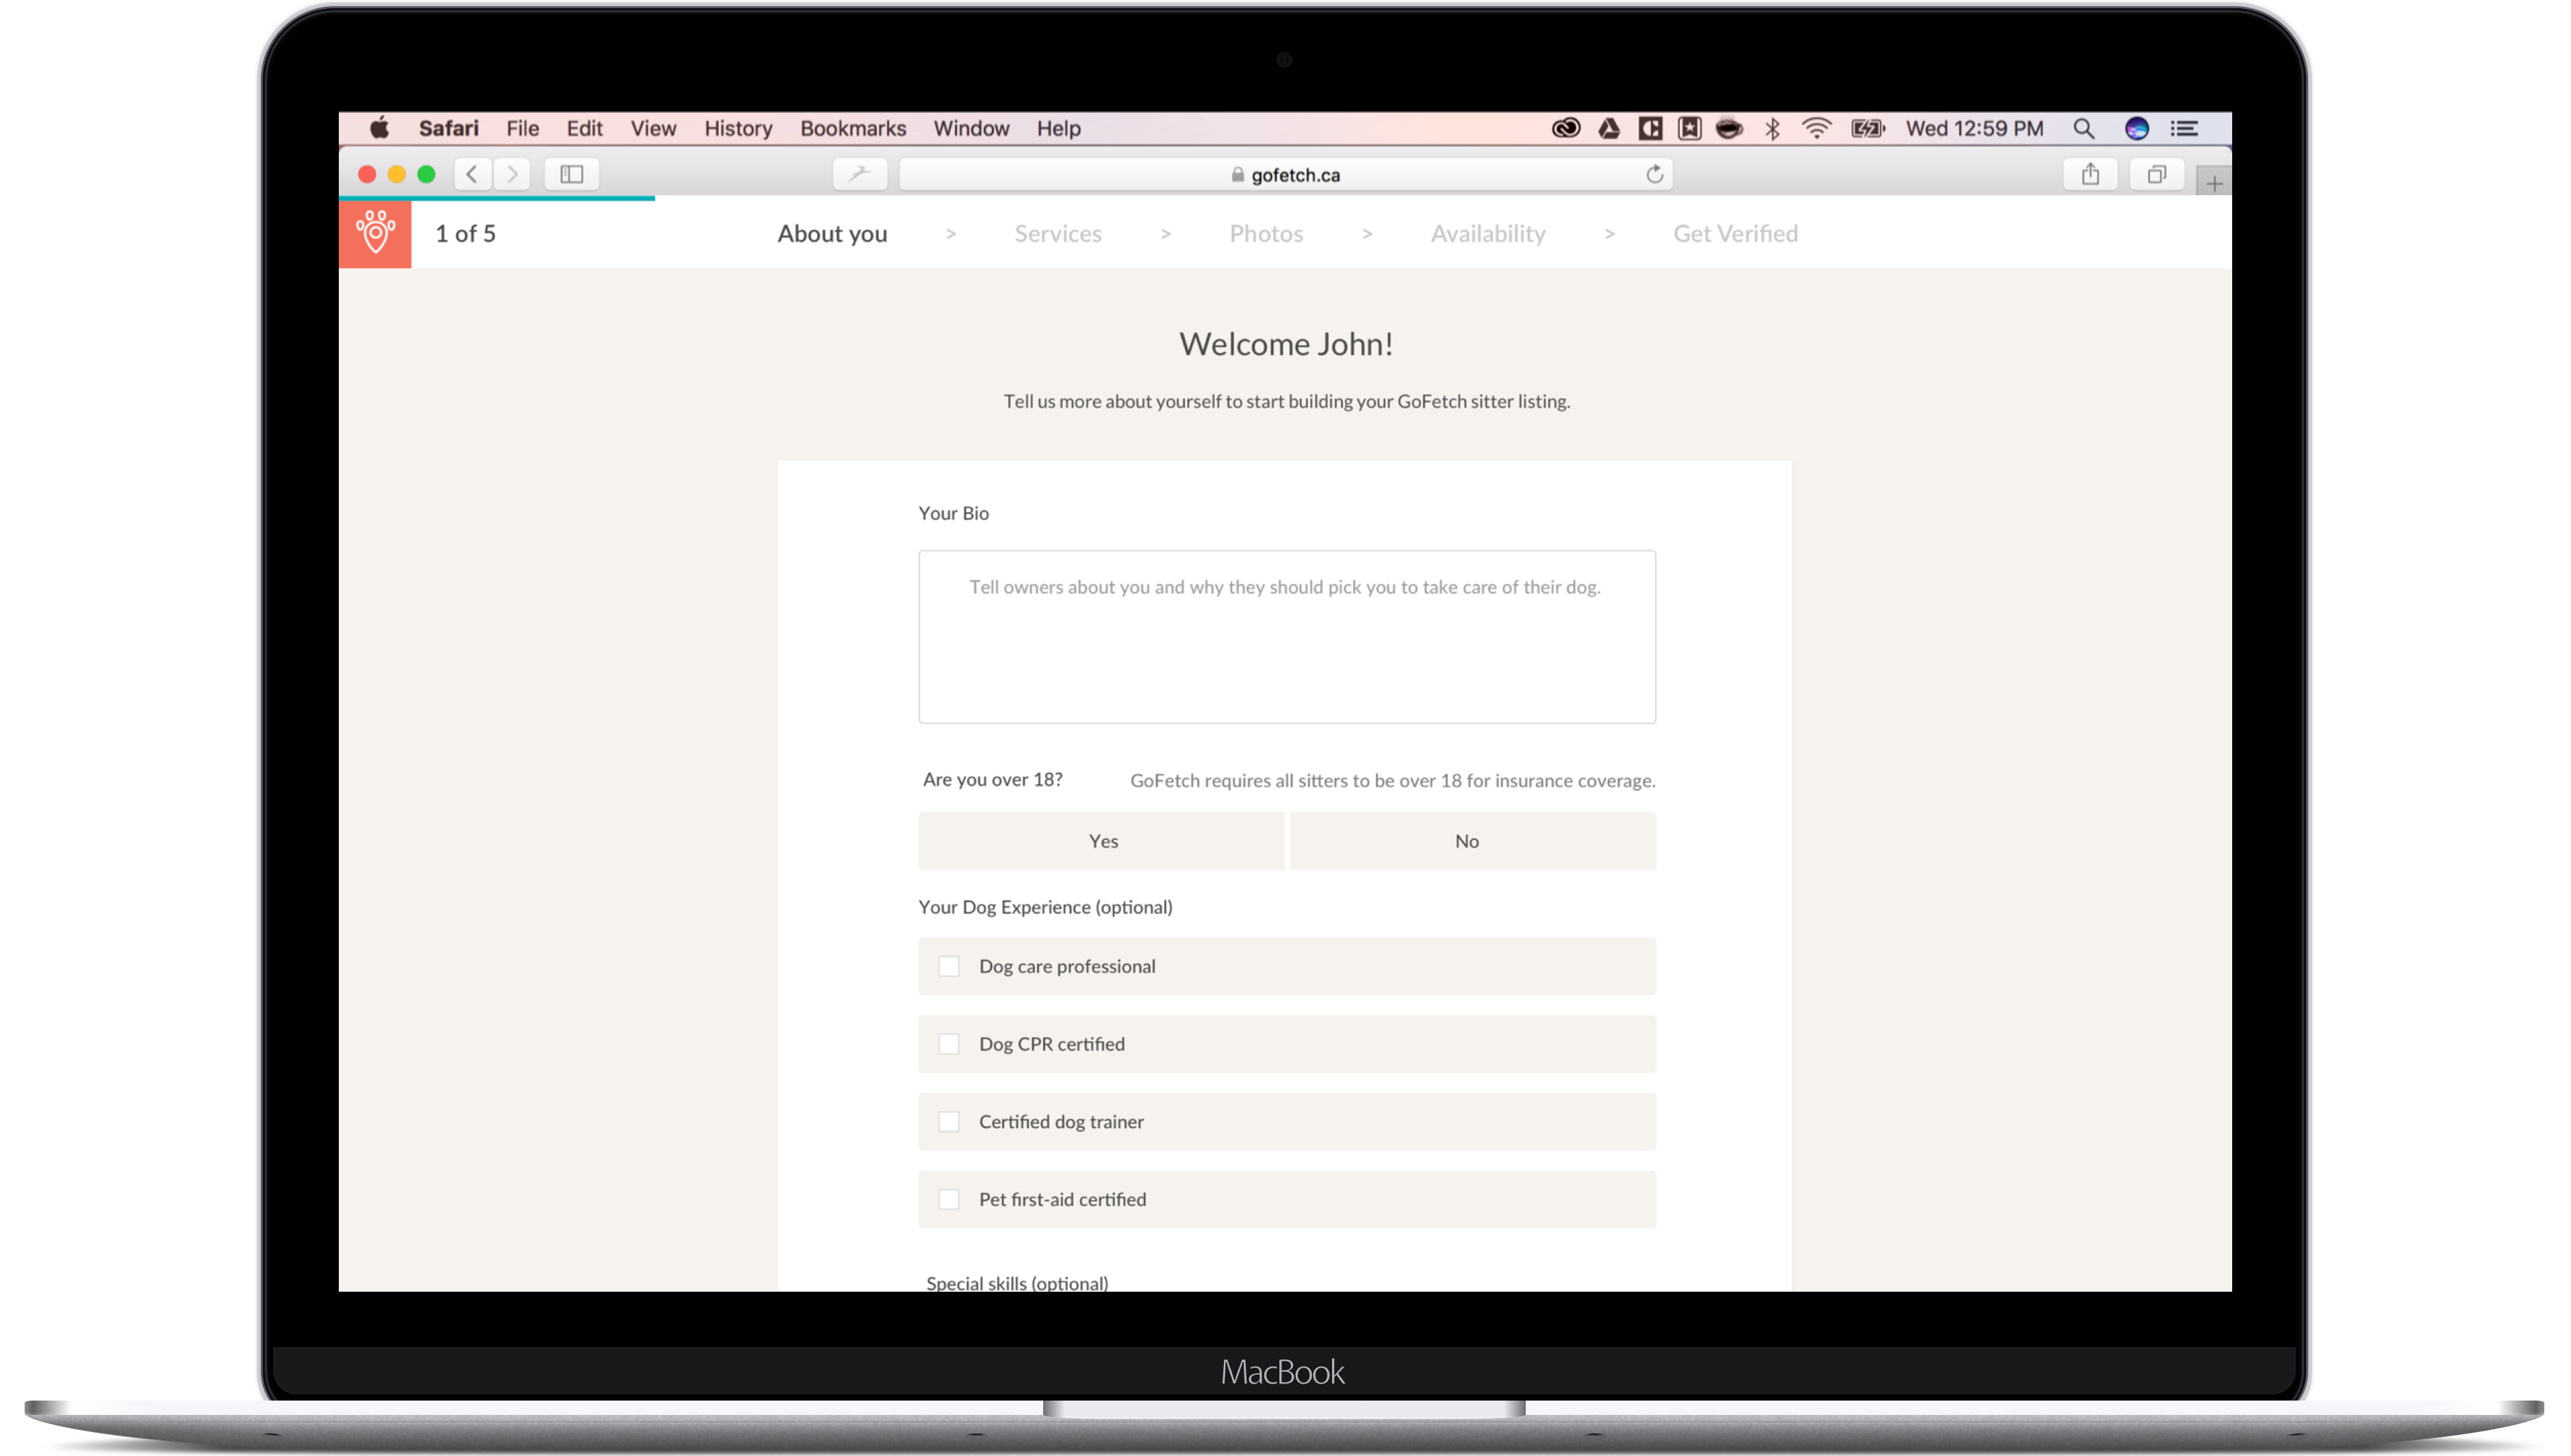 Safari File Edit View History Bookmarks Window Help Wed 12:59 PM
gofetch.ca
1 of 5 About you > Services > Photos > Availability > Get Verified
Welcome John!
Tell us more about yourself to start building your GoFetch sitter listing.
Your Bio
Tell owners about you and why they should pick you to take care of their dog.
Are you over 18? GoFetch requires all sitters to be over 18 for insurance coverage.
Yes No
Your Dog Experience (optional)
Dog care professional
Dog CPR certified
Certified dog trainer
Pet first-aid certified
Special skills (optional)
MacBook